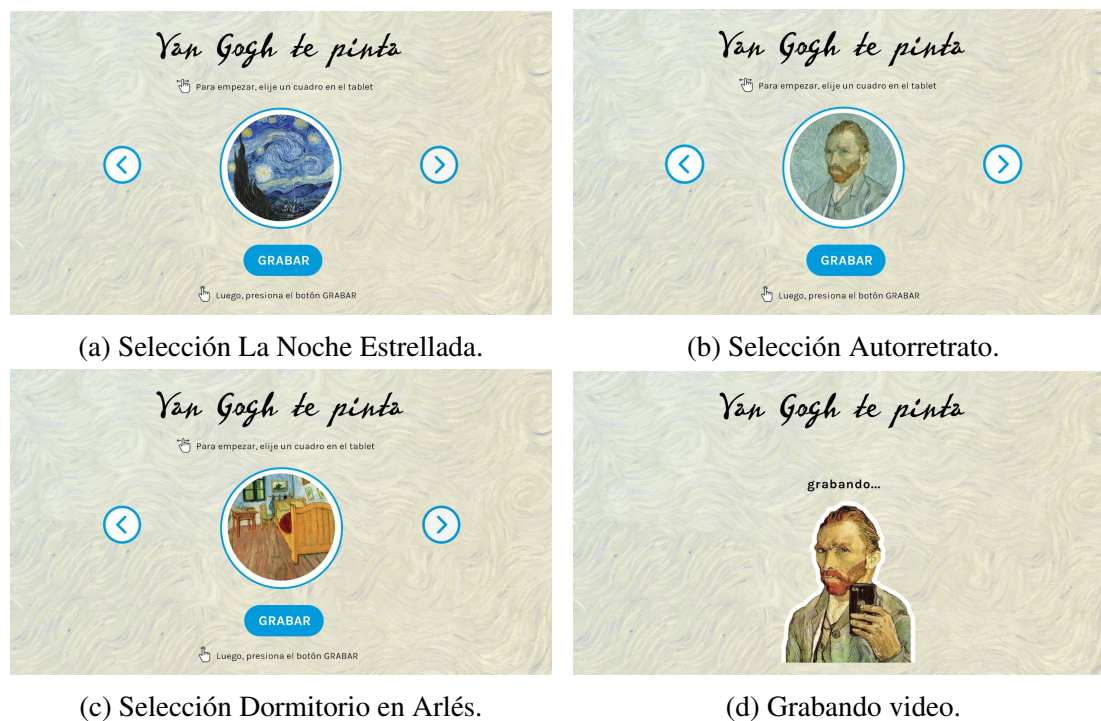 Van Gogh te pinta
Para empezar, elije un cuadro en el tablet
GRABAR
Luego, presiona el botón GRABAR
(a) Selección La Noche Estrellada.
Van Gogh te pinta
Para empezar, elije un cuadro en el tablet
GRABAR
Luego, presiona el botón GRABAR
(b) Selección Autorretrato.
Van Gogh te pinta
Para empezar, elije un cuadro en el tablet
GRABAR
Luego, presiona el botón GRABAR
(c) Selección Dormitorio en Arlés.
Van Gogh te pinta
grabando...
(d) Grabando video.